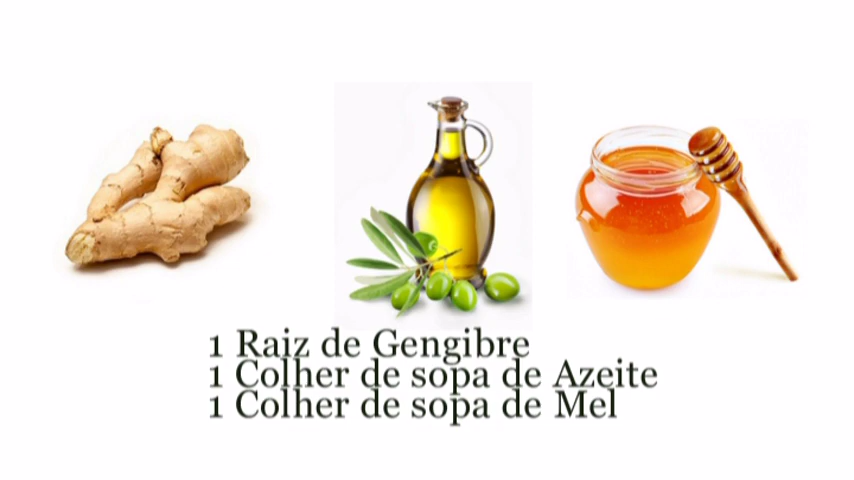 1 Raiz de Gengibre
1 Colher de sopa de Azeite
1 Colher de sopa de Mel